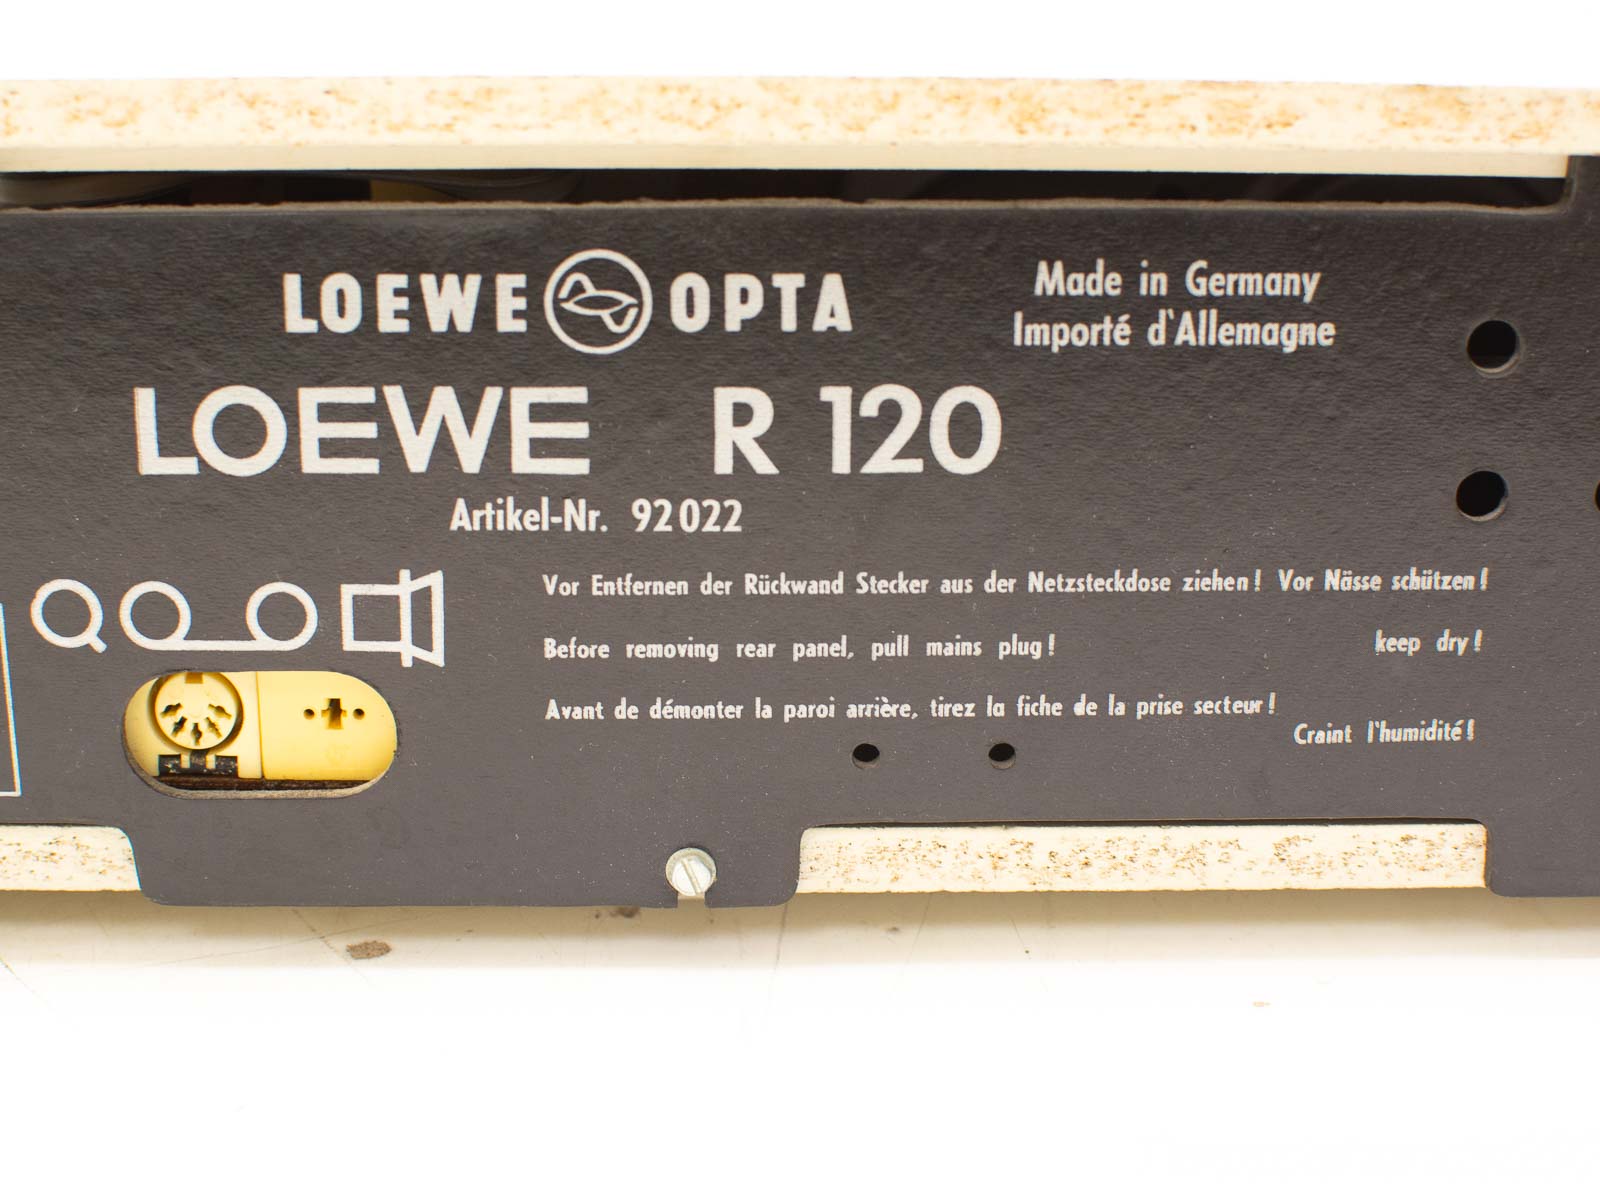 LOEWE OPTA
Made in Germany
Importé d'Allemagne
LOEWE R 120
Artikel-Nr. 92022
Vor Entfernen der Rückwand Stecker aus der Netzsteckdose ziehen! Vor Nässe schützen!
Before removing rear panel, pull mains plug! keep dry!
Avant de démonter la paroi arrière, tirez la fiche de la prise secteur!
Craint l'humidité!